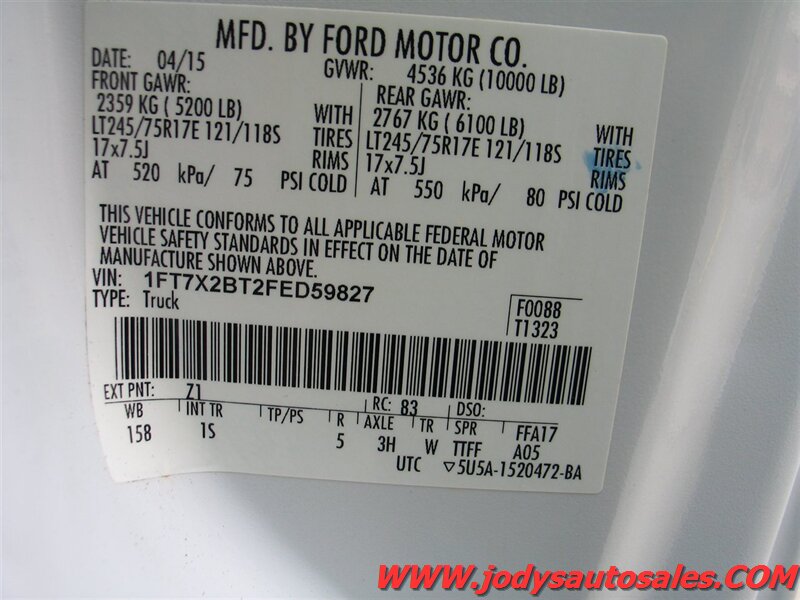 MFD. BY FORD MOTOR CO.
DATE: 04/15
GVWR: 4536 KG (10000 LB)
FRONT GAWR:
2359 KG ( 5200 LB) WITH
LT245/75R17E 121/118S TIRES
17x7.5J RIMS
AT 520 kPa/ 75 PSI COLD
REAR GAWR:
2767 KG ( 6100 LB) WITH
LT245/75R17E 121/118S TIRES
17x7.5J RIMS
AT 550 kPa/ 80 PSI COLD
THIS VEHICLE CONFORMS TO ALL APPLICABLE FEDERAL MOTOR
VEHICLE SAFETY STANDARDS IN EFFECT ON THE DATE OF
MANUFACTURE SHOWN ABOVE.
VIN: 1FT7X2BT2FED59827
TYPE: Truck
F0088
T1323
EXT PNT: Z1 RC: 83 DSO:
WB INT TR TP/PS R AXLE TR SPR FFA17
158 1S 5 3H W TTFF A05
UTC ▽5U5A-1520472-BA
www.jodysautosales.COM